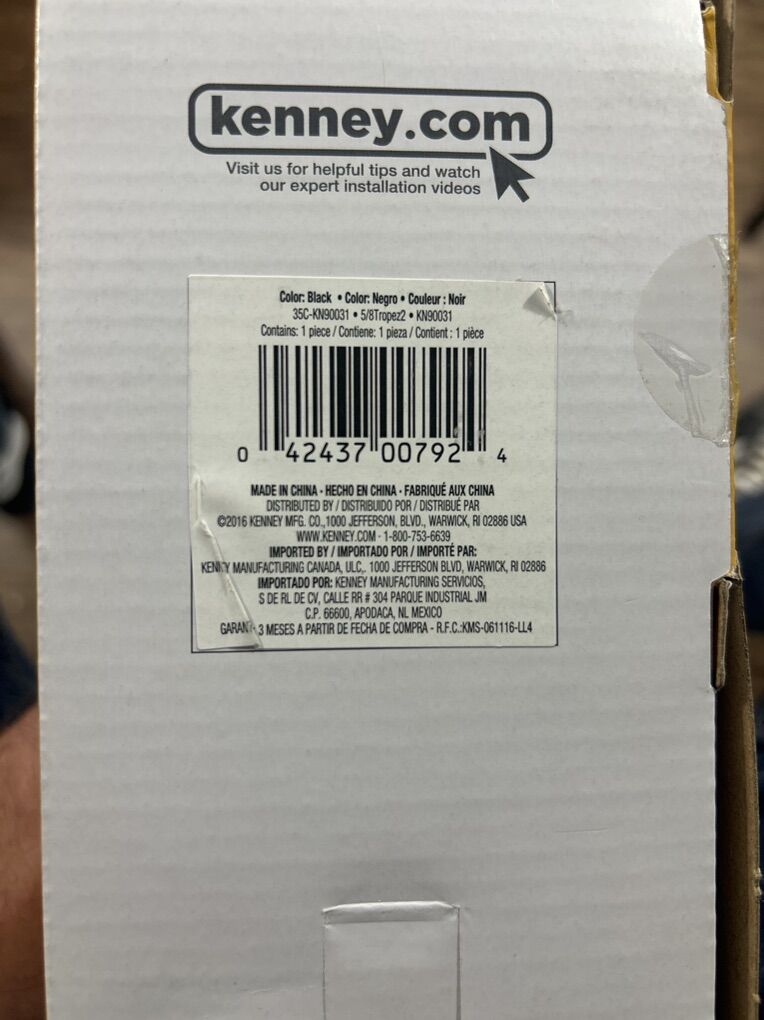 kenney.com
Visit us for helpful tips and watch
our expert installation videos
Color: Black • Color: Negro • Couleur : Noir
35C-KN90031 • 5/8Tropez2 • KN90031
Contains: 1 piece / Contiene: 1 pieza / Contient : 1 pièce
0 42437 00792 4
MADE IN CHINA - HECHO EN CHINA - FABRIQUÉ AUX CHINA
DISTRIBUTED BY / DISTRIBUIDO POR / DISTRIBUÉ PAR
©2016 KENNEY MFG. CO.,1000 JEFFERSON, BLVD., WARWICK, RI 02886 USA
WWW.KENNEY.COM · 1-800-753-6639
IMPORTED BY / IMPORTADO POR / IMPORTÉ PAR:
MANUFACTURING CANADA, ULC,. 1000 JEFFERSON BLVD, WARWICK, RI 02886
IMPORTADO POR: KENNEY MANUFACTURING SERVICIOS,
S DE RL DE CV, CALLE RR # 304 PARQUE INDUSTRIAL JM
C.P. 66600, APODACA, NL MEXICO
3 MESES A PARTIR DE FECHA DE COMPRA - R.F.C.:KMS-061116-LL4